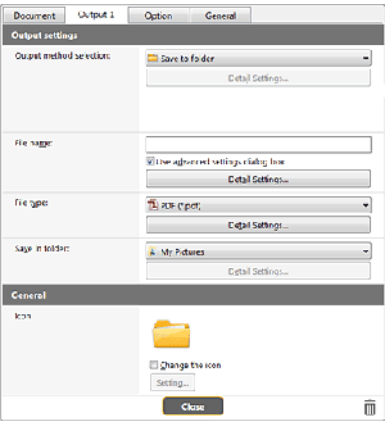 Document Output 1 Option General
Output settings
Output method selection: Save to folder
Detail Settings...
File name:
Use advanced settings dialog box
Detail Settings...
File type: PDF (*.pdf)
Detail Settings...
Save in folder: My Pictures
Detail Settings...
General
Icon
Change the icon
Setting...
Close